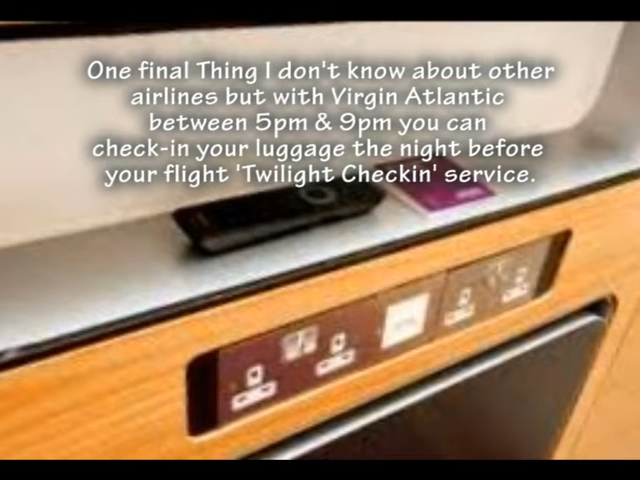 One final Thing I don't know about other
airlines but with Virgin Atlantic
between 5pm & 9pm you can
check-in your luggage the night before
your flight 'Twilight Checkin' service.